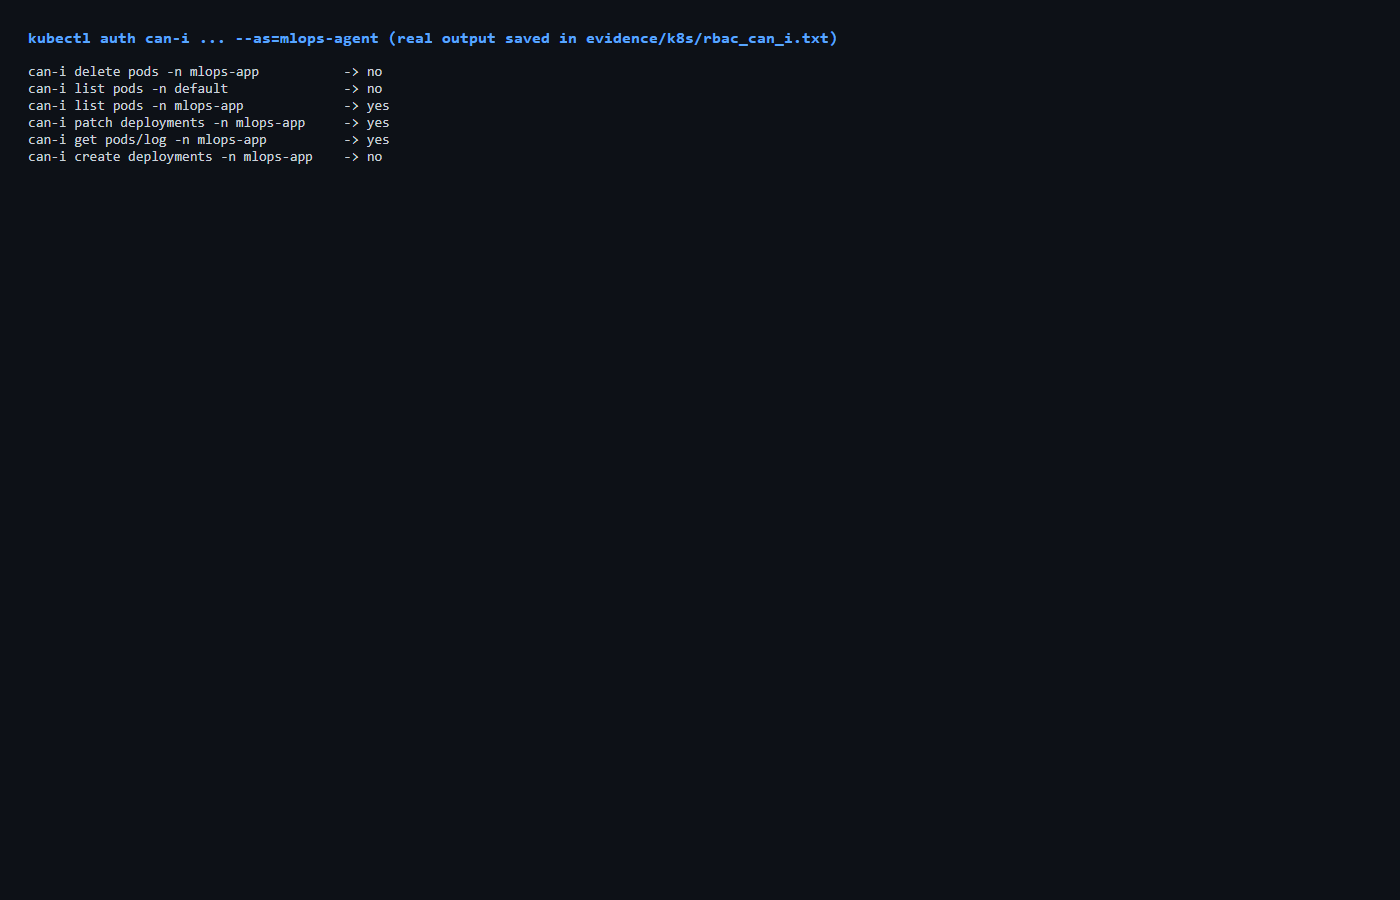 kubectl auth can-i ... --as=mlops-agent (real output saved in evidence/k8s/rbac_can_i.txt)
can-i delete pods -n mlops-app -> no
can-i list pods -n default -> no
can-i list pods -n mlops-app -> yes
can-i patch deployments -n mlops-app -> yes
can-i get pods/log -n mlops-app -> yes
can-i create deployments -n mlops-app -> no